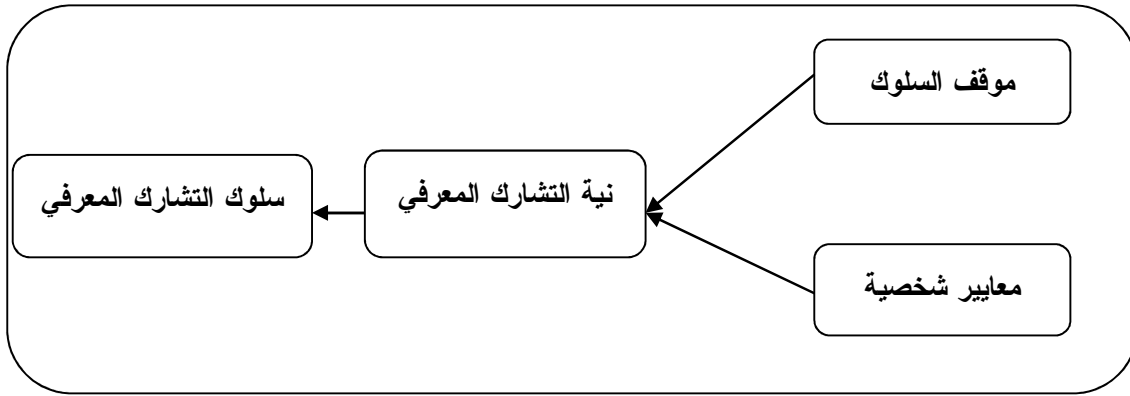 موقف السلوك
نية التشارك المعرفي
سلوك التشارك المعرفي
معايير شخصية